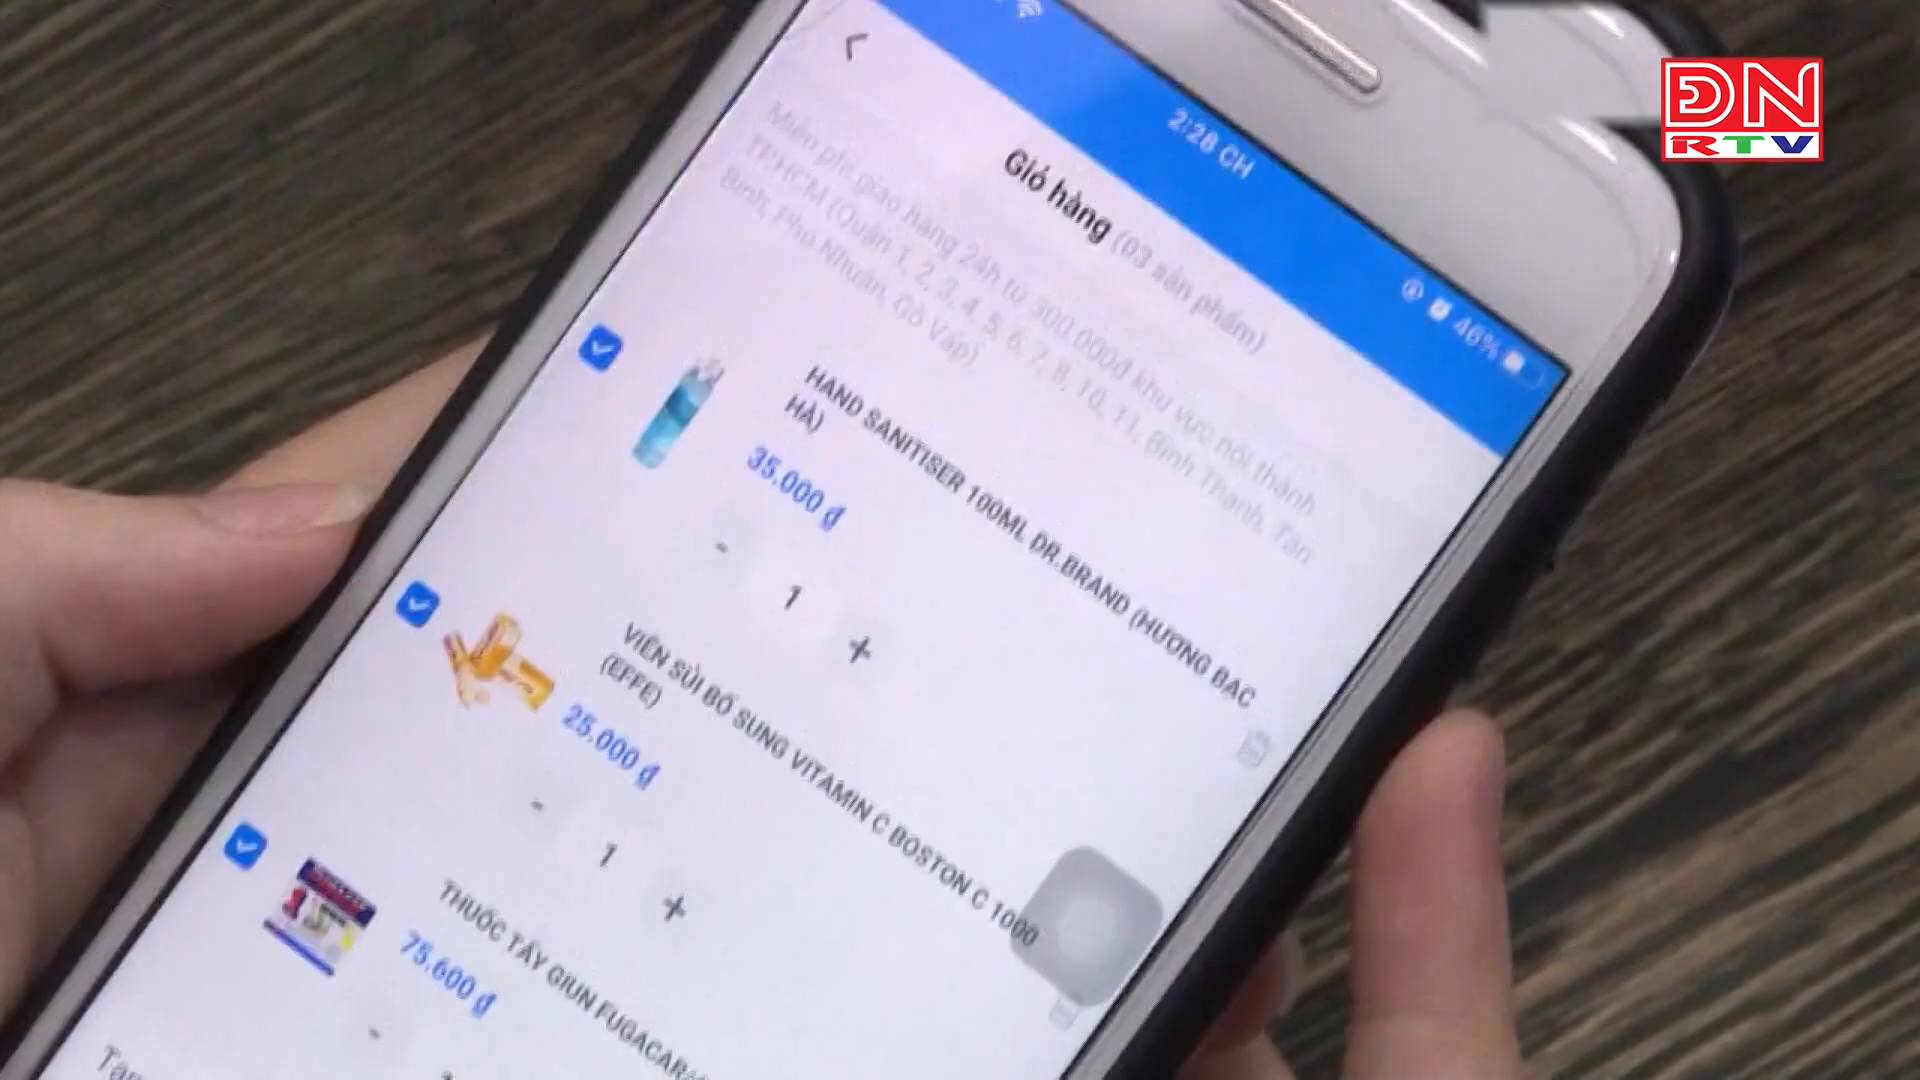 ĐN
RTV
2:28 CH
46%
Giỏ hàng (03 sản phẩm)
Miễn phí giao hàng 24h từ 300.000đ khu vực nội thành
TPHCM (Quận 1, 2, 3, 4, 5, 6, 7, 8, 10, 11, Bình Thạnh, Tân
Bình, Phú Nhuận, Gò Vấp)
HAND SANITISER 100ML DR.BRAND (HƯƠNG BẠC
HÀ)
35.000 ₫
- 1 +
VIÊN SỦI BỔ SUNG VITAMIN C BOSTON C 1000
(EFFE)
25.000 ₫
- 1 +
THUỐC TẨY GIUN FUGACAR
75.600 ₫
-